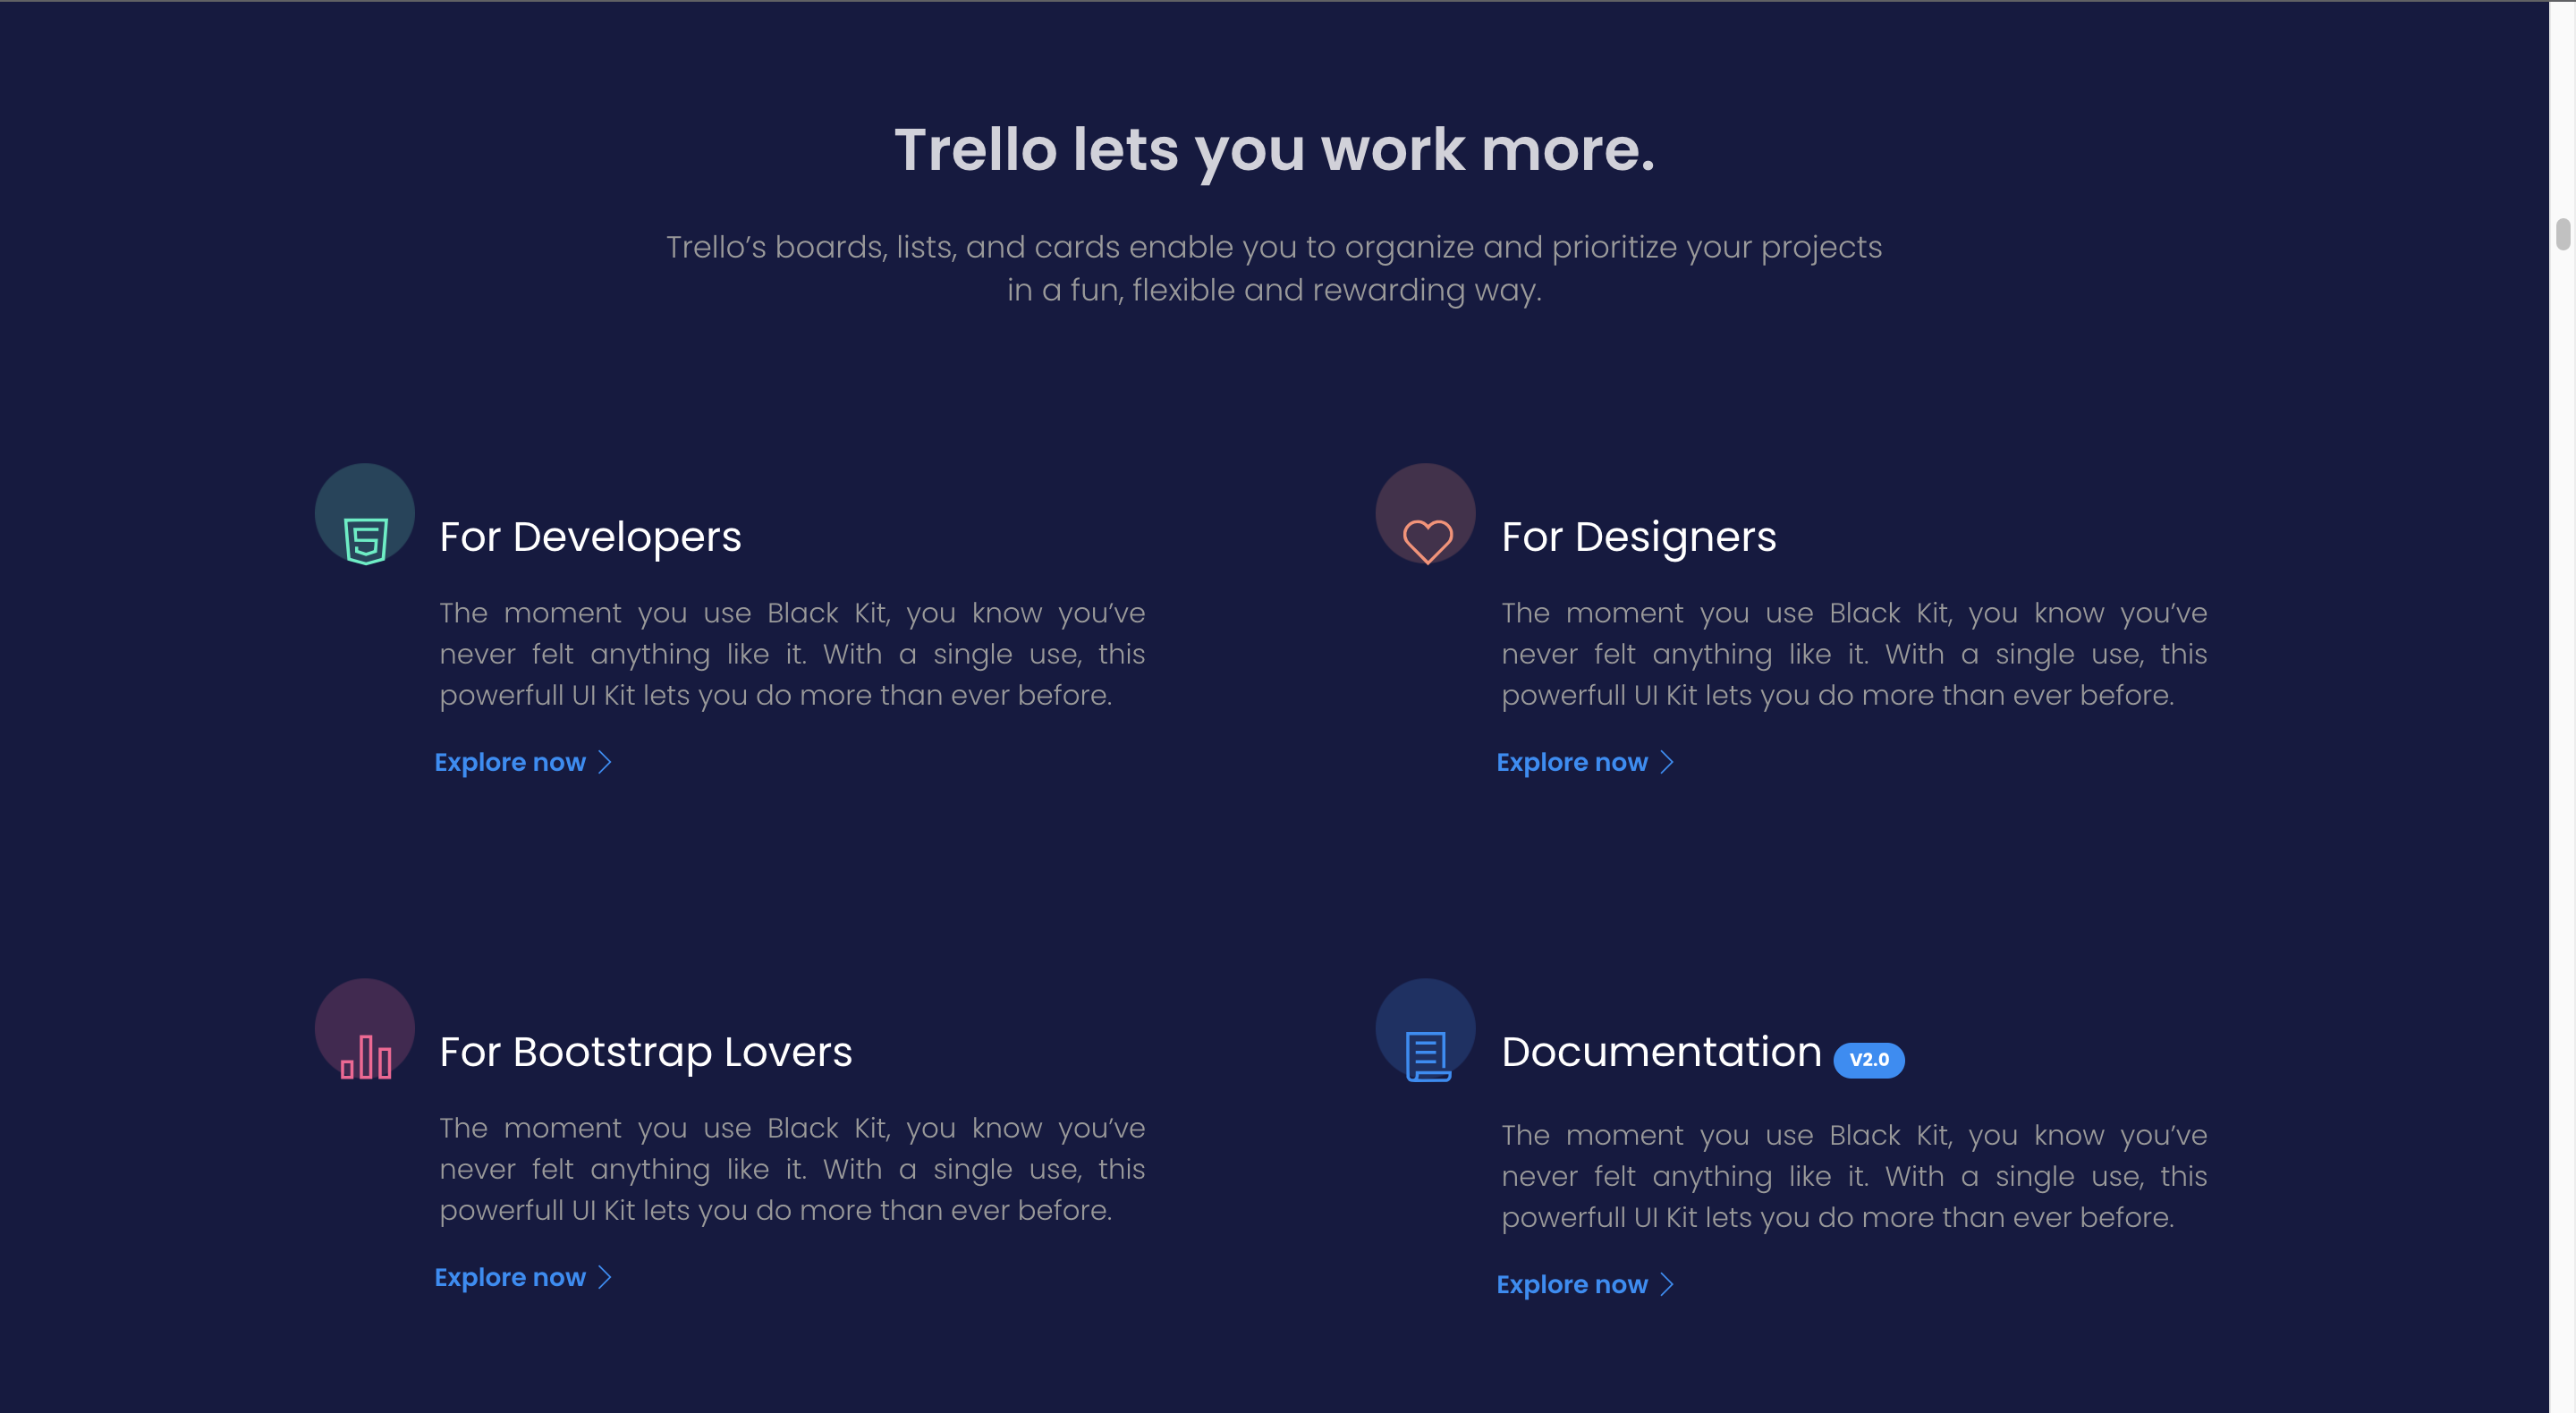 Trello lets you work more.
Trello’s boards, lists, and cards enable you to organize and prioritize your projects
in a fun, flexible and rewarding way.
For Developers
The moment you use Black Kit, you know you’ve
never felt anything like it. With a single use, this
powerfull UI Kit lets you do more than ever before.
Explore now
For Designers
The moment you use Black Kit, you know you’ve
never felt anything like it. With a single use, this
powerfull UI Kit lets you do more than ever before.
Explore now
For Bootstrap Lovers
The moment you use Black Kit, you know you’ve
never felt anything like it. With a single use, this
powerfull UI Kit lets you do more than ever before.
Explore now
Documentation V2.0
The moment you use Black Kit, you know you’ve
never felt anything like it. With a single use, this
powerfull UI Kit lets you do more than ever before.
Explore now